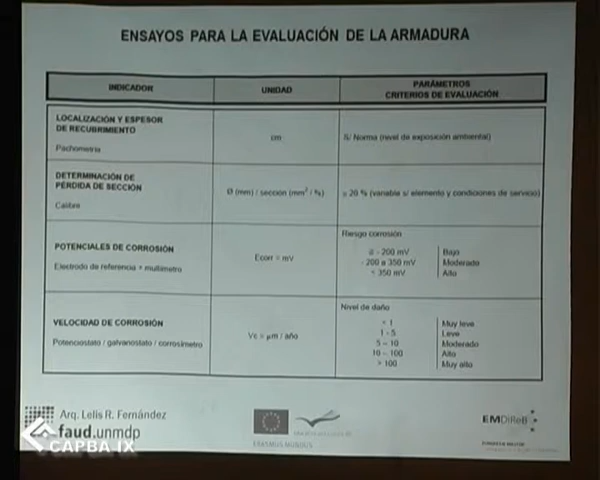 ENSAYOS PARA LA EVALUACIÓN DE LA ARMADURA
INDICADOR
UNIDAD
PARÁMETROS
CRITERIOS DE EVALUACIÓN
LOCALIZACIÓN Y ESPESOR
DE RECUBRIMIENTO
Pachometria
cm
S/ Norma (nivel de exposición ambiental)
DETERMINACIÓN DE
PÉRDIDA DE SECCIÓN
Calibre
Ø (mm) / sección (mm² / %)
≤ 20 % (variable s/ elemento y condiciones de servicio)
POTENCIALES DE CORROSIÓN
Electrodo de referencia + multímetro
Ecorr = mV
Riesgo corrosión
- 200 mV Bajo
- 200 a 350 mV Moderado
350 mV Alto
VELOCIDAD DE CORROSIÓN
Potenciostato / galvanostato / corrosímetro
Vc = µm / año
Nivel de daño
< 1 Muy leve
1 - 5 Leve
5 – 10 Moderado
10 – 100 Alto
> 100 Muy alto
Arq. Lelis R. Fernández
faud.unmdp
CAPBA IX
ERASMUS MUNDUS
EMDiReB